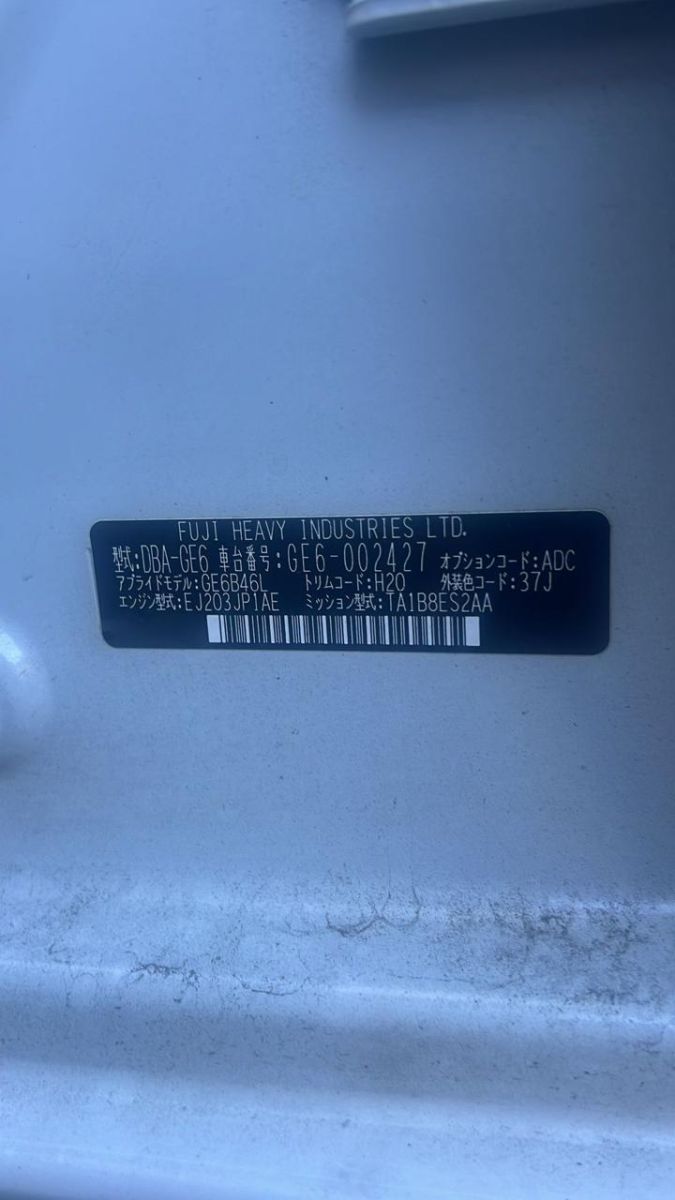 FUJI HEAVY INDUSTRIES LTD.
型式:DBA-GE6 車台番号:GE6-002427 オプションコード:ADC
アプライドモデル:GE6B46L トリムコード:H20 外装色コード:37J
エンジン型式:EJ203JP1AE ミッション型式:TA1B8ES2AA